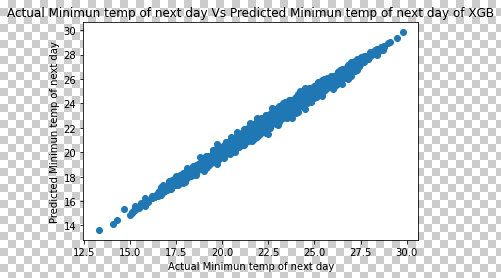 Actual Minimun temp of next day Vs Predicted Minimun temp of next day of XGB
Predicted Minimun temp of next day
30
28
26
24
22
20
18
16
14
12.5 15.0 17.5 20.0 22.5 25.0 27.5 30.0
Actual Minimun temp of next day